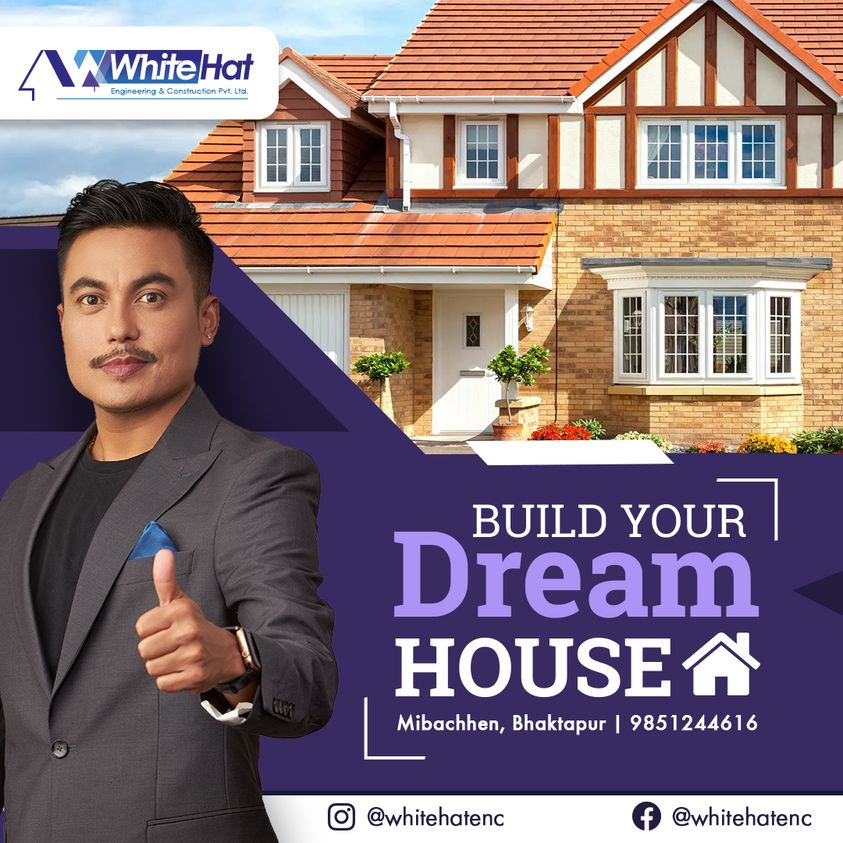 WhiteHat
Engineering & Construction Pvt. Ltd.
BUILD YOUR
Dream
HOUSE
Mibachhen, Bhaktapur | 9851244616
@whitehatenc @whitehatenc